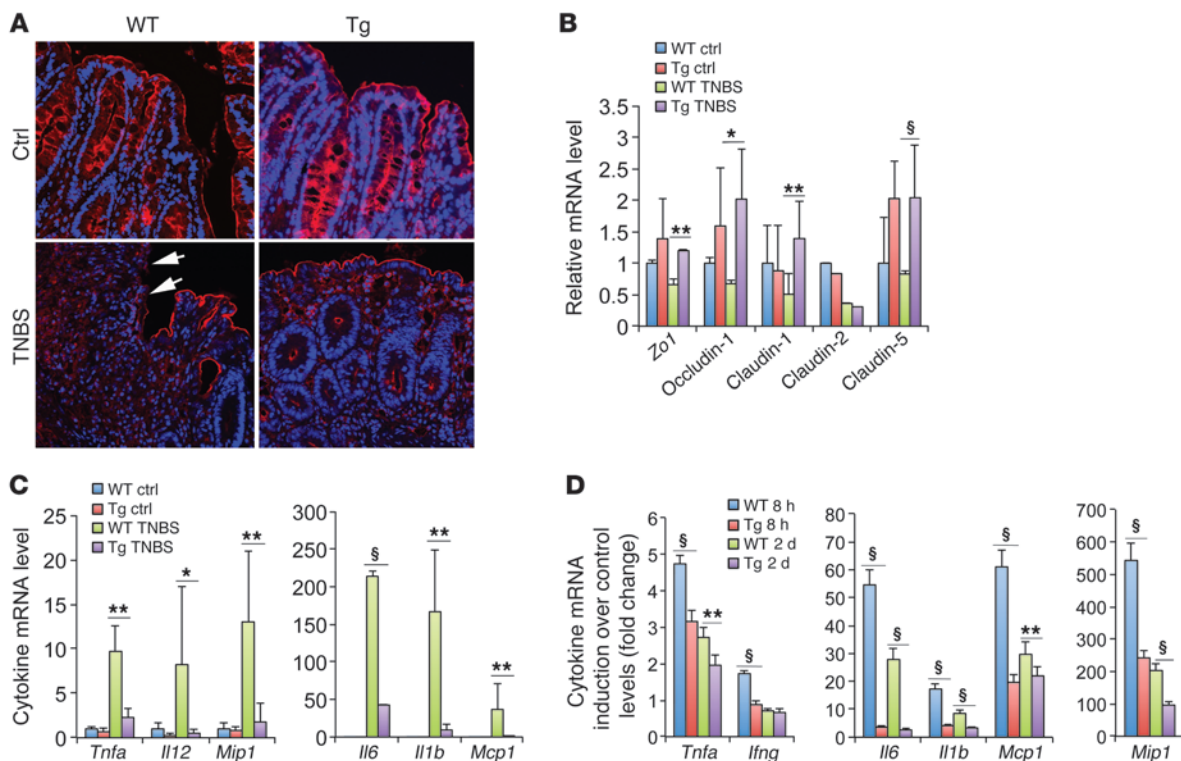 A
WT
Tg
Ctrl
TNBS
B
WT ctrl
Tg ctrl
WT TNBS
Tg TNBS
Relative mRNA level
3.5
3
2.5
2
1.5
1
0.5
0
**
*
**
§
Zo1
Occludin-1
Claudin-1
Claudin-2
Claudin-5
C
WT ctrl
Tg ctrl
WT TNBS
Tg TNBS
Cytokine mRNA level
25
20
15
10
5
0
**
*
**
Tnfa Il12 Mip1
300
250
200
150
100
50
0
§
**
**
Il6 Il1b Mcp1
D
WT 8 h
Tg 8 h
WT 2 d
Tg 2 d
Cytokine mRNA
induction over control
levels (fold change)
6
5
4
3
2
1
0
§
**
§
Tnfa Ifng
80
70
60
50
40
30
20
10
0
§
§
§
§
§
**
Il6 Il1b Mcp1
700
600
500
400
300
200
100
0
§
§
Mip1